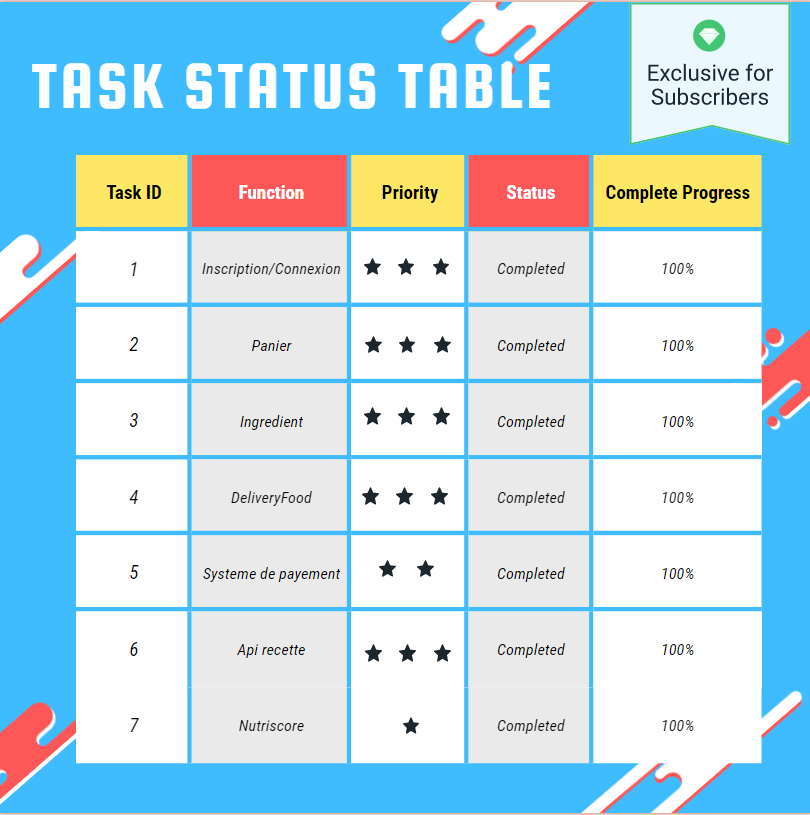 TASK STATUS TABLE
Exclusive for
Subscribers
Task ID Function Priority Status Complete Progress
1 Inscription/Connexion Completed 100%
2 Panier Completed 100%
3 Ingredient Completed 100%
4 DeliveryFood Completed 100%
5 Systeme de payement Completed 100%
6 Api recette Completed 100%
7 Nutriscore Completed 100%